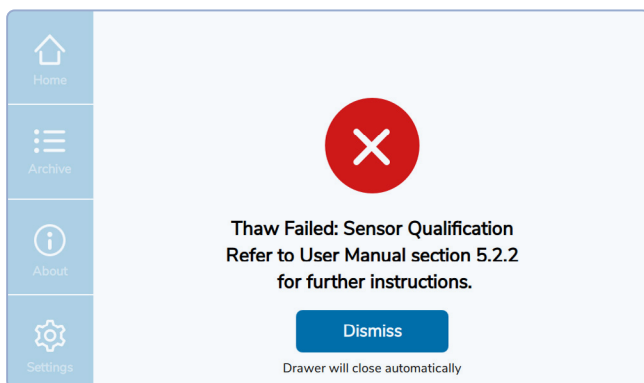 Home
Archive
About
Settings
Thaw Failed: Sensor Qualification
Refer to User Manual section 5.2.2
for further instructions.
Dismiss
Drawer will close automatically